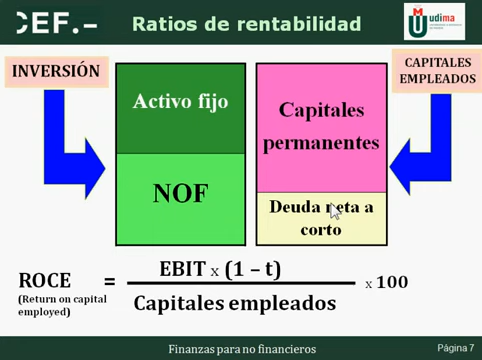 CEF.–
Ratios de rentabilidad
udima
INVERSIÓN
CAPITALES
EMPLEADOS
Activo fijo
NOF
Capitales
permanentes
Deuda neta a
corto
ROCE
(Return on capital
employed)
=
EBIT x (1 – t)
Capitales empleados
x 100
Finanzas para no financieros
Página 7